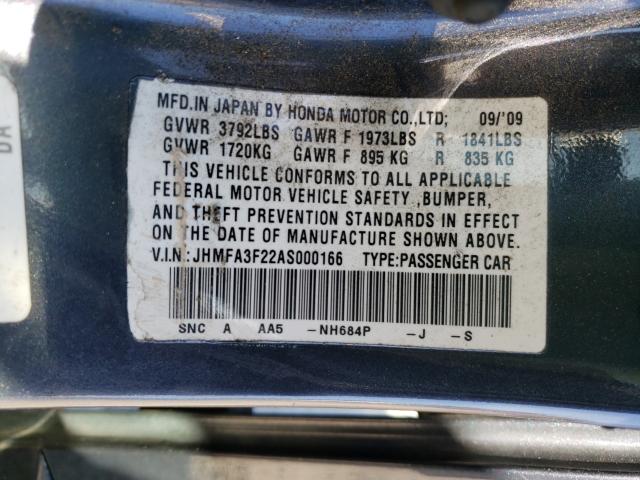 MFD.IN JAPAN BY HONDA MOTOR CO.,LTD; 09/'09
GVWR 3792LBS GAWR F 1973LBS R 1841LBS
GVWR 1720KG GAWR F 895 KG R 835 KG
THIS VEHICLE CONFORMS TO ALL APPLICABLE
FEDERAL MOTOR VEHICLE SAFETY ,BUMPER,
AND THEFT PREVENTION STANDARDS IN EFFECT
ON THE DATE OF MANUFACTURE SHOWN ABOVE.
V.I.N.:JHMFA3F22AS000166 TYPE:PASSENGER CAR
SNC A AA5 -NH684P -J -S
DA